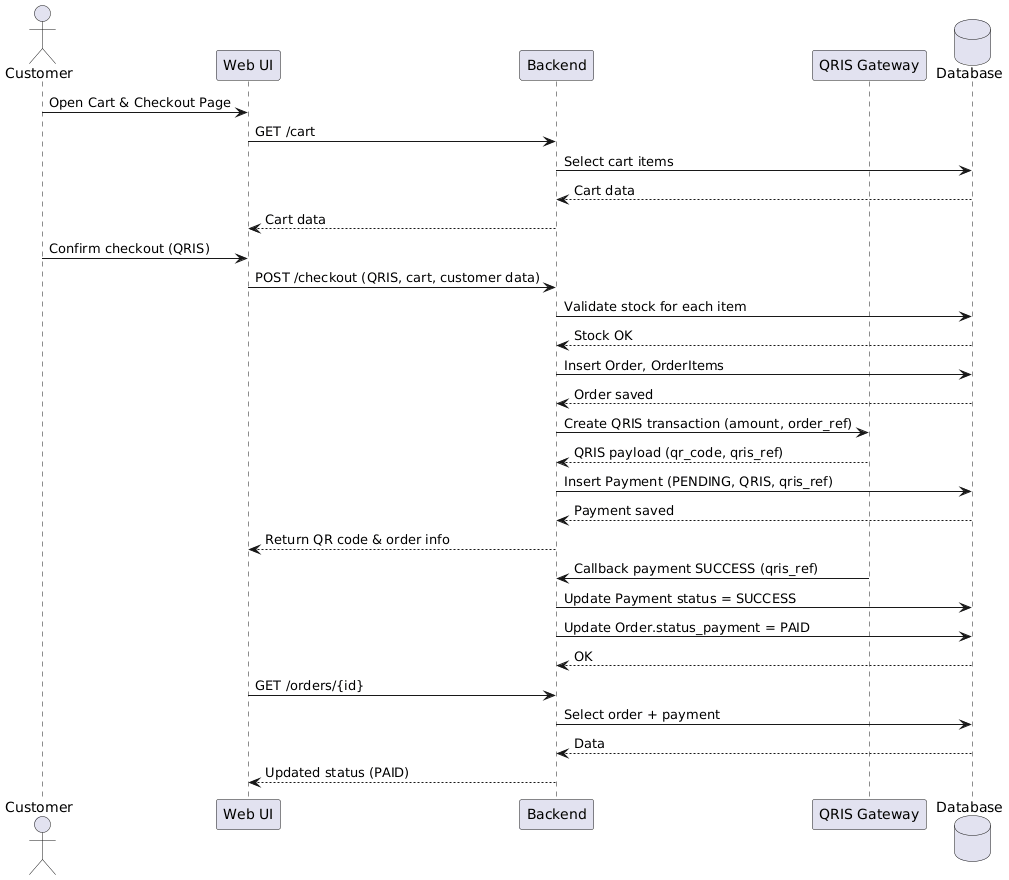 Customer
Web UI
Backend
QRIS Gateway
Database
Open Cart & Checkout Page
GET /cart
Select cart items
Cart data
Cart data
Confirm checkout (QRIS)
POST /checkout (QRIS, cart, customer data)
Validate stock for each item
Stock OK
Insert Order, OrderItems
Order saved
Create QRIS transaction (amount, order_ref)
QRIS payload (qr_code, qris_ref)
Insert Payment (PENDING, QRIS, qris_ref)
Payment saved
Return QR code & order info
Callback payment SUCCESS (qris_ref)
Update Payment status = SUCCESS
Update Order.status_payment = PAID
OK
GET /orders/{id}
Select order + payment
Data
Updated status (PAID)
Customer
Web UI
Backend
QRIS Gateway
Database